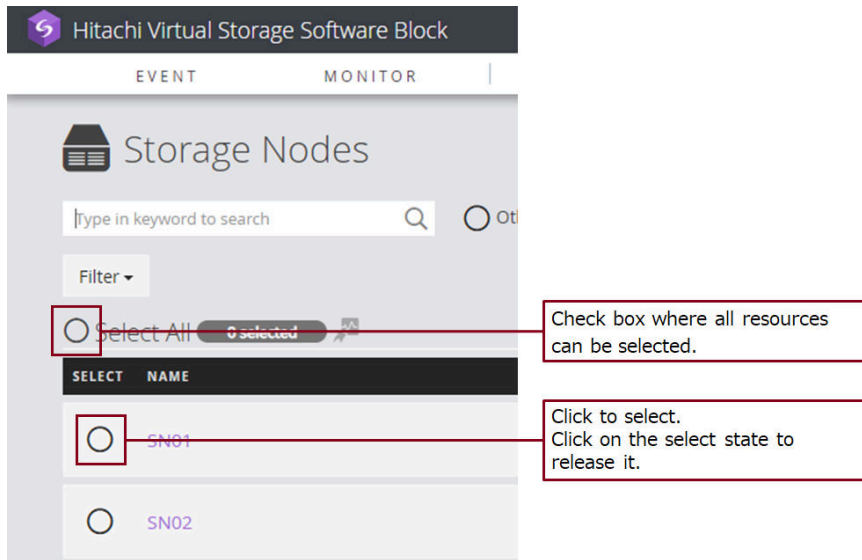 Hitachi Virtual Storage Software Block
EVENT MONITOR
Storage Nodes
Type in keyword to search
Filter
Select All 0 selected
SELECT NAME
SN01
SN02
Check box where all resources
can be selected.
Click to select.
Click on the select state to
release it.